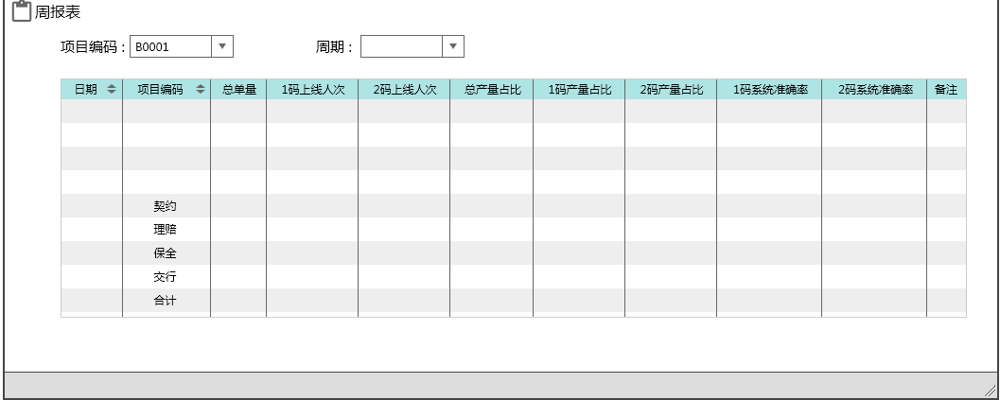 周报表
项目编码： B0001 周期：
日期 项目编码 总单量 1码上线人次 2码上线人次 总产量占比 1码产量占比 2码产量占比 1码系统准确率 2码系统准确率 备注
契约
理赔
保全
交行
合计